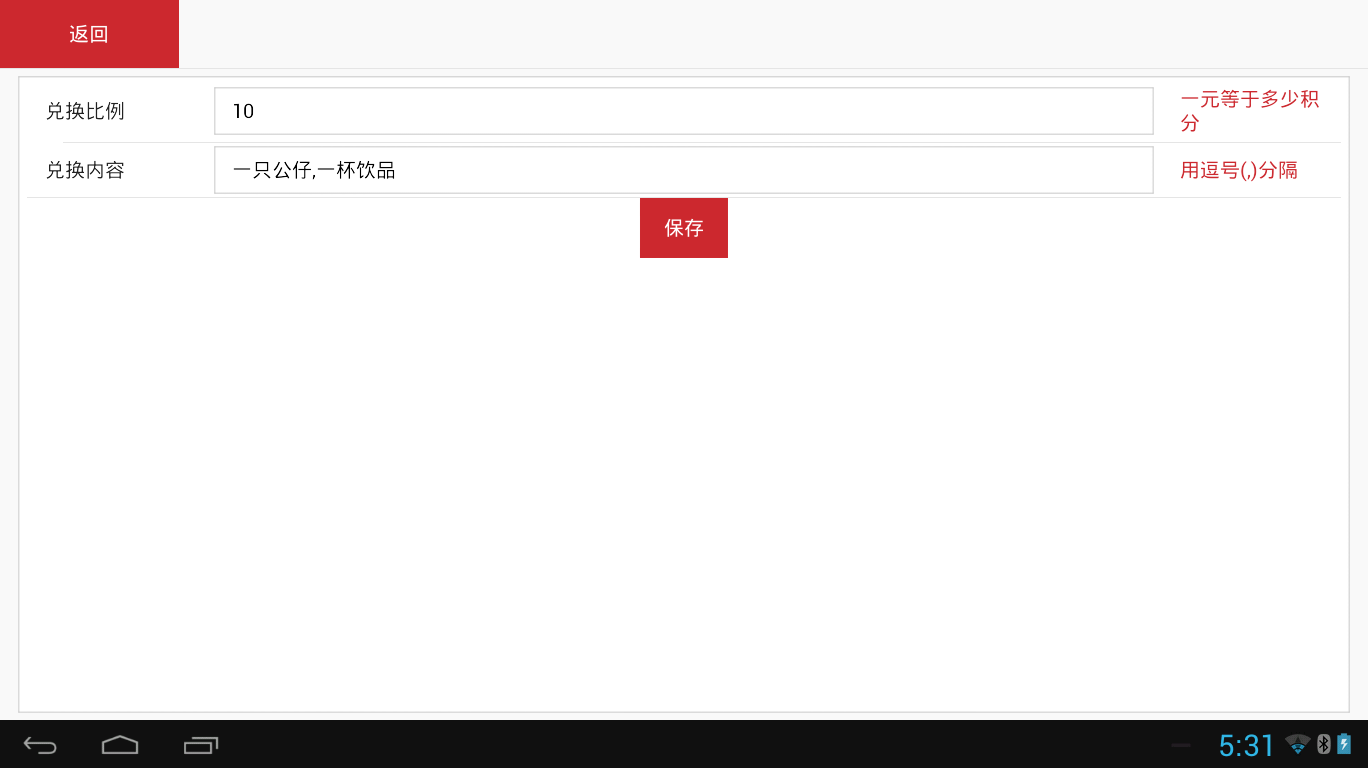 返回
兑换比例
10
一元等于多少积
分
兑换内容
一只公仔,一杯饮品
用逗号(,)分隔
保存
5:31